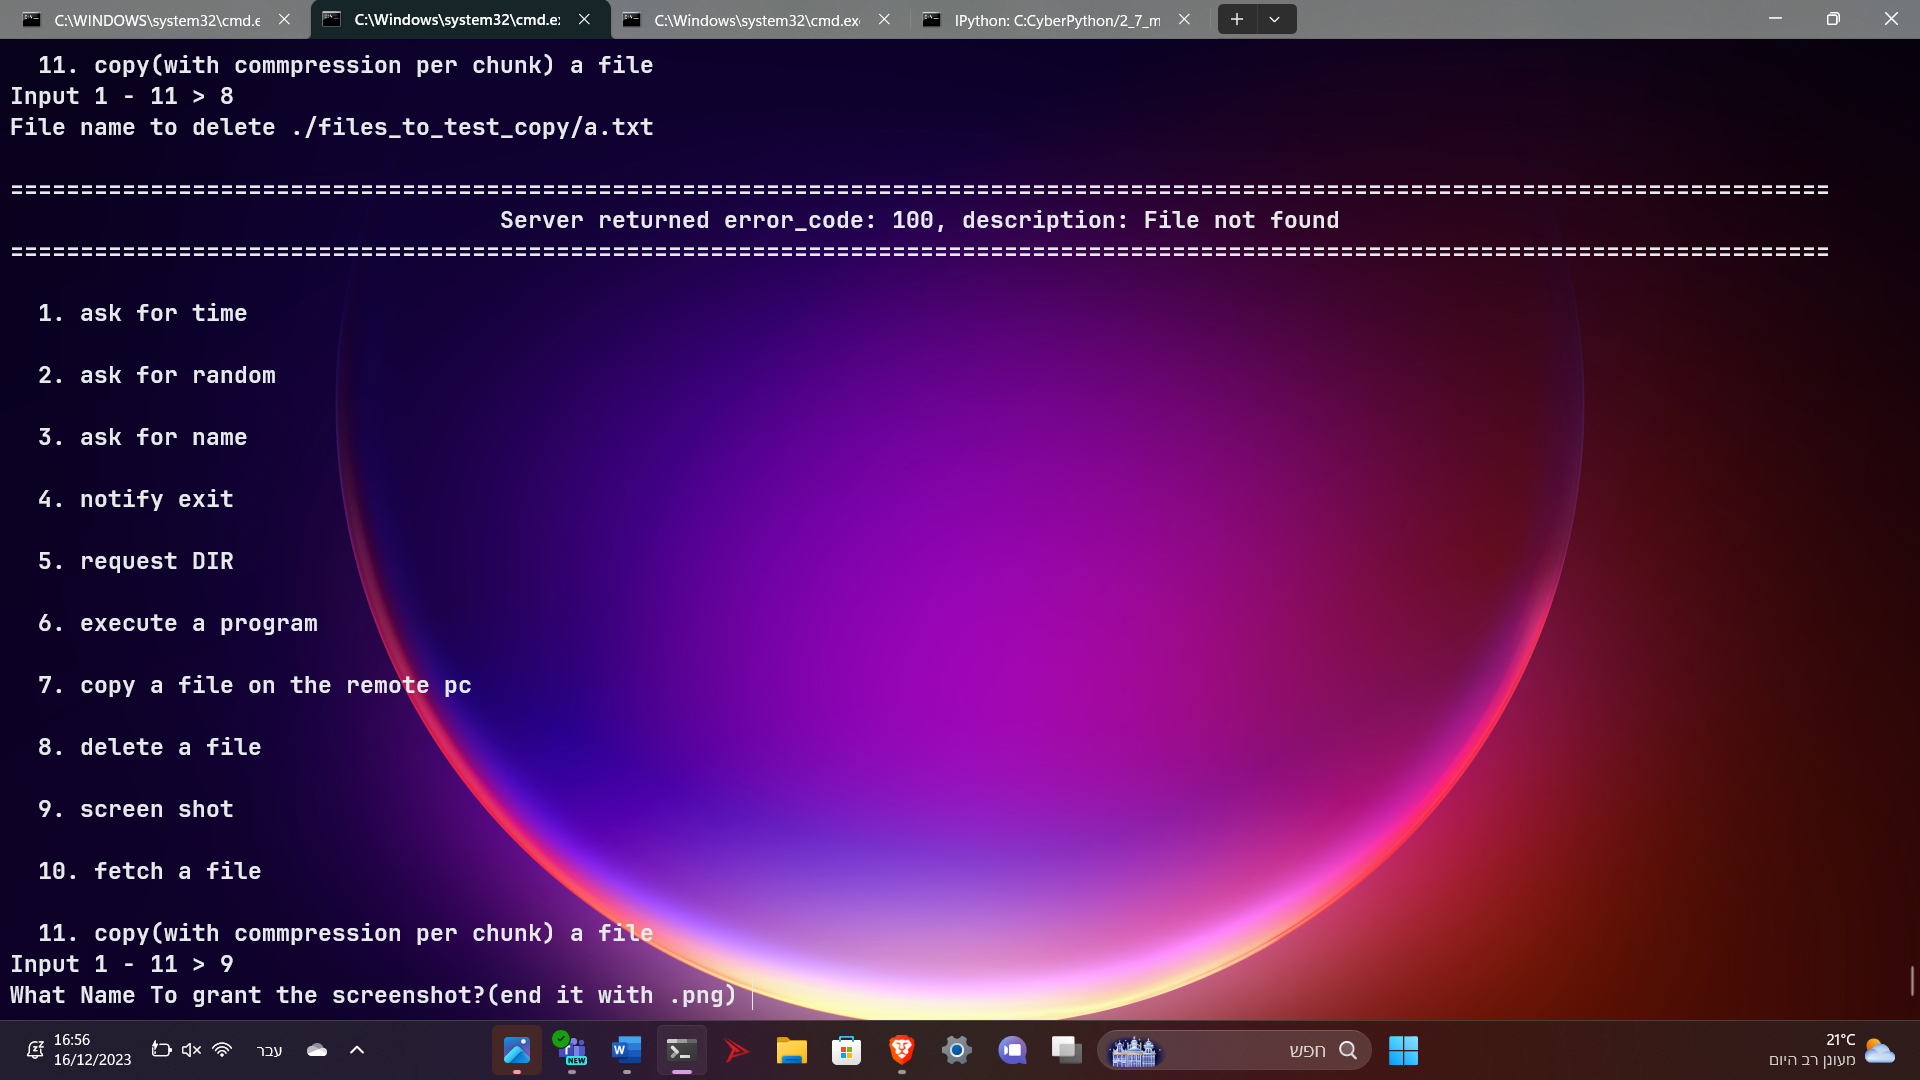 C:\WINDOWS\system32\cmd.e
C:\Windows\system32\cmd.ex
C:\Windows\system32\cmd.exe
IPython: C:CyberPython/2_7_m
11. copy(with commpression per chunk) a file
Input 1 - 11 > 8
File name to delete ./files_to_test_copy/a.txt
==================================================================================================================================
Server returned error_code: 100, description: File not found
==================================================================================================================================
1. ask for time
2. ask for random
3. ask for name
4. notify exit
5. request DIR
6. execute a program
7. copy a file on the remote pc
8. delete a file
9. screen shot
10. fetch a file
11. copy(with commpression per chunk) a file
Input 1 - 11 > 9
What Name To grant the screenshot?(end it with .png)
16:56
16/12/2023
עבר
NEW
חפש
21°C
מעונן רב היום